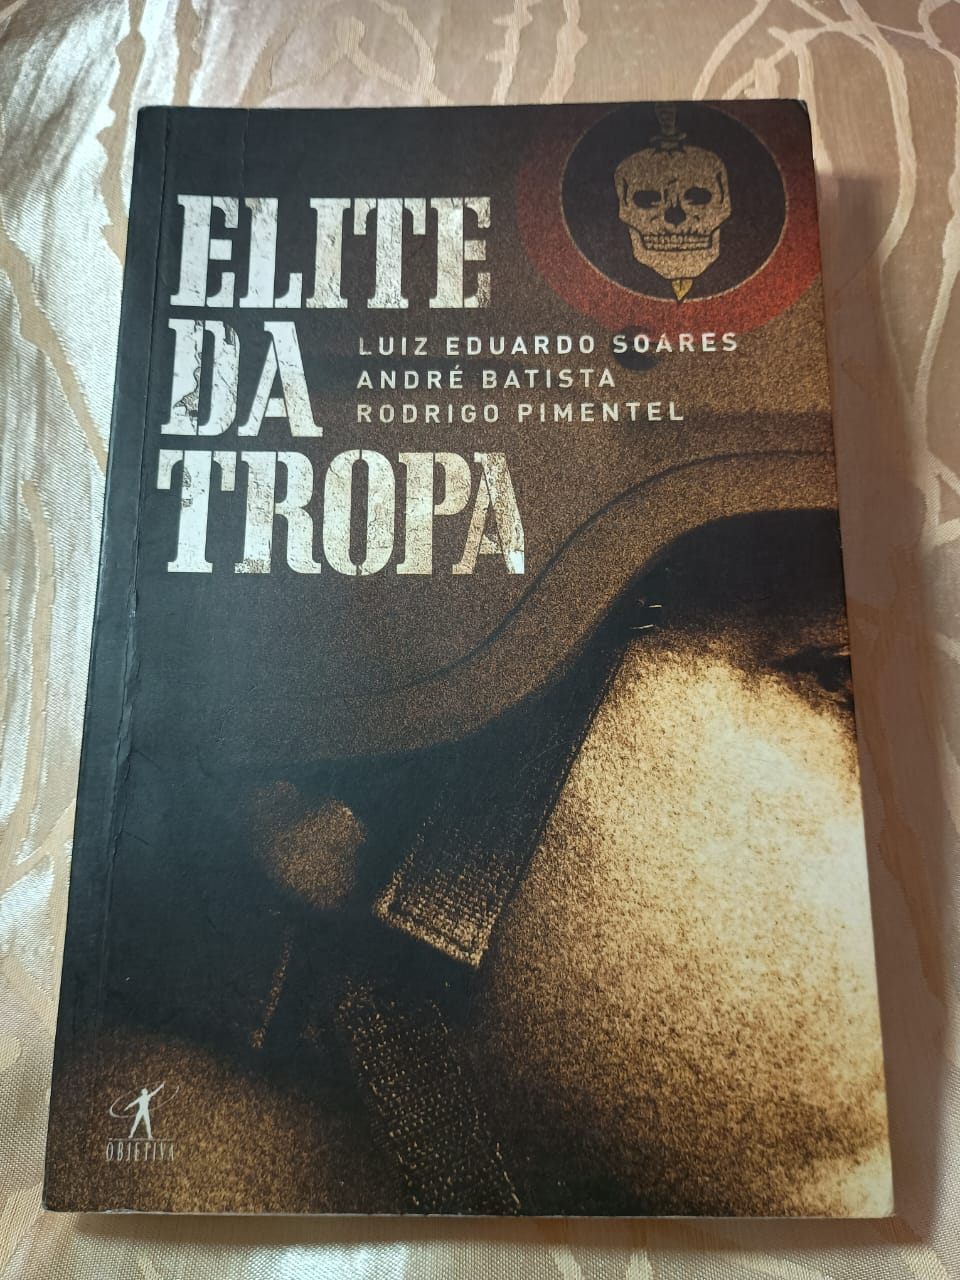 ELITE
DA
TROPA
LUIZ EDUARDO SOARES
ANDRÉ BATISTA
RODRIGO PIMENTEL
OBJETIVA